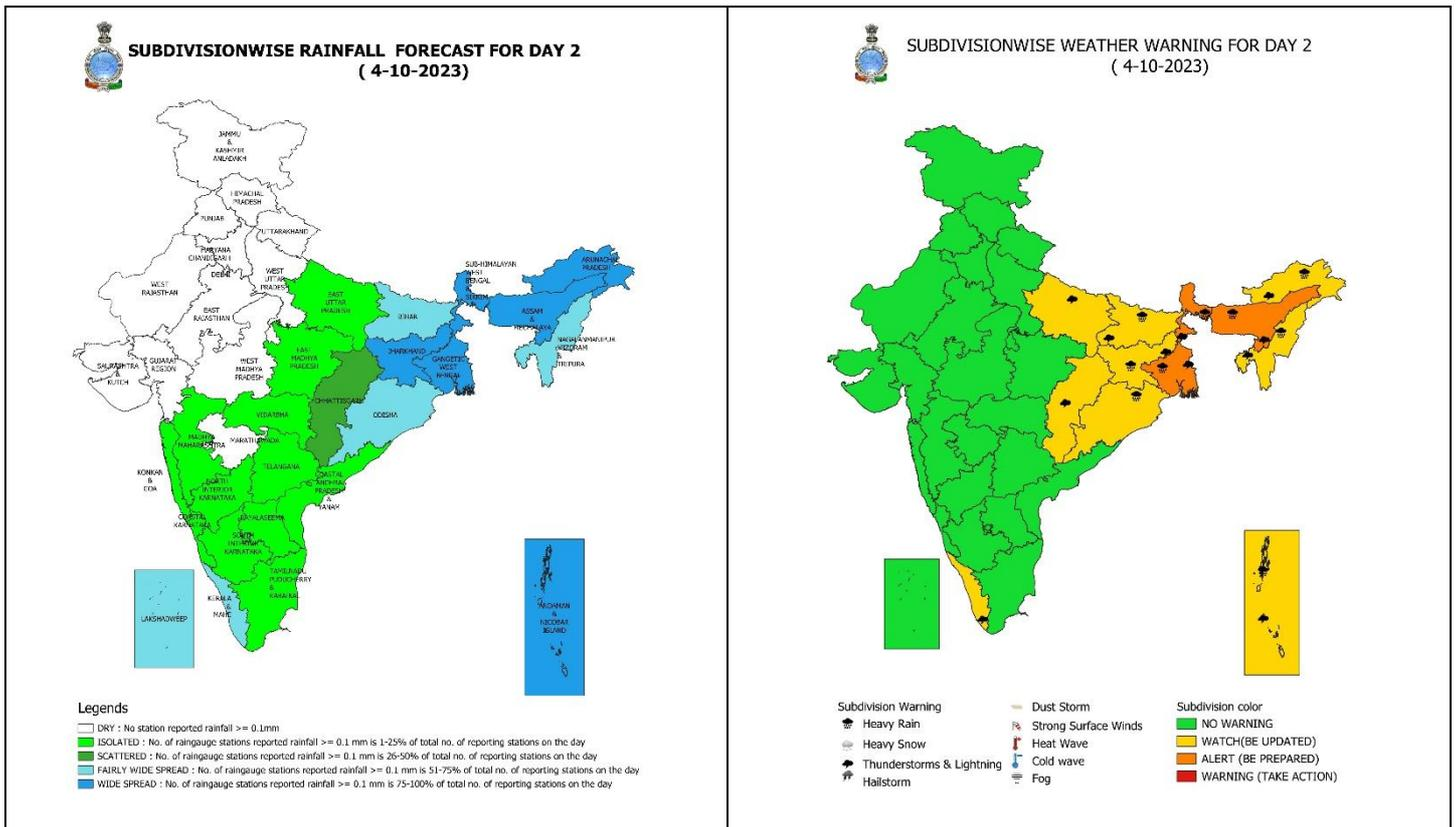 SUBDIVISIONWISE RAINFALL FORECAST FOR DAY 2
( 4-10-2023)
JAMMU
&
KASHMIR
ANLADAKH
HIMACHAL
PRADESH
PUNJAB
UTTARAKHAND
HARYANA
CHANDIGARH
DELHI
WEST
UTTAR
PRADESH
WEST
RAJASTHAN
EAST
RAJASTHAN
EAST
UTTAR
PRADESH
BIHAR
SUB-HIMALAYAN
WEST
BENGAL
&
SIKKIM
ARUNACHAL
PRADESH
ASSAM
&
MEGHALAYA
&
TRIPURA
SAURASHTRA
&
KUTCH
GUJARAT
REGION
WEST
MADHYA
PRADESH
EAST
MADHYA
PRADESH
JHARKHAND
GANGETIC
WEST
BENGAL
CHHATTISGARH
ODISHA
VIDARBHA
MADHYA
MAHARASHTRA
MARATHWADA
KONKAN
&
GOA
TELANGANA
COASTAL
ANDHRA
PRADESH
&
YANAM
NORTH
INTERIOR
KARNATAKA
COASTAL
KARNATAKA
RAYALASEEMA
SOUTH
INTERIOR
KARNATAKA
TAMILNADU
PUDUCHERRY
&
KARAIKAL
KERALA
&
MAHE
LAKSHADWEEP
ANDAMAN
&
NICOBAR
ISLAND
Legends
DRY : No station reported rainfall >= 0.1mm
ISOLATED : No. of raingauge stations reported rainfall >= 0.1 mm is 1-25% of total no. of reporting stations on the day
SCATTERED : No. of raingauge stations reported rainfall >= 0.1 mm is 26-50% of total no. of reporting stations on the day
FAIRLY WIDE SPREAD : No. of raingauge stations reported rainfall >= 0.1 mm is 51-75% of total no. of reporting stations on the day
WIDE SPREAD : No. of raingauge stations reported rainfall >= 0.1 mm is 75-100% of total no. of reporting stations on the day
SUBDIVISIONWISE WEATHER WARNING FOR DAY 2
( 4-10-2023)
Subdivision Warning
Heavy Rain
Heavy Snow
Thunderstorms & Lightning
Hailstorm
Dust Storm
Strong Surface Winds
Heat Wave
Cold wave
Fog
Subdivision color
NO WARNING
WATCH(BE UPDATED)
ALERT (BE PREPARED)
WARNING (TAKE ACTION)